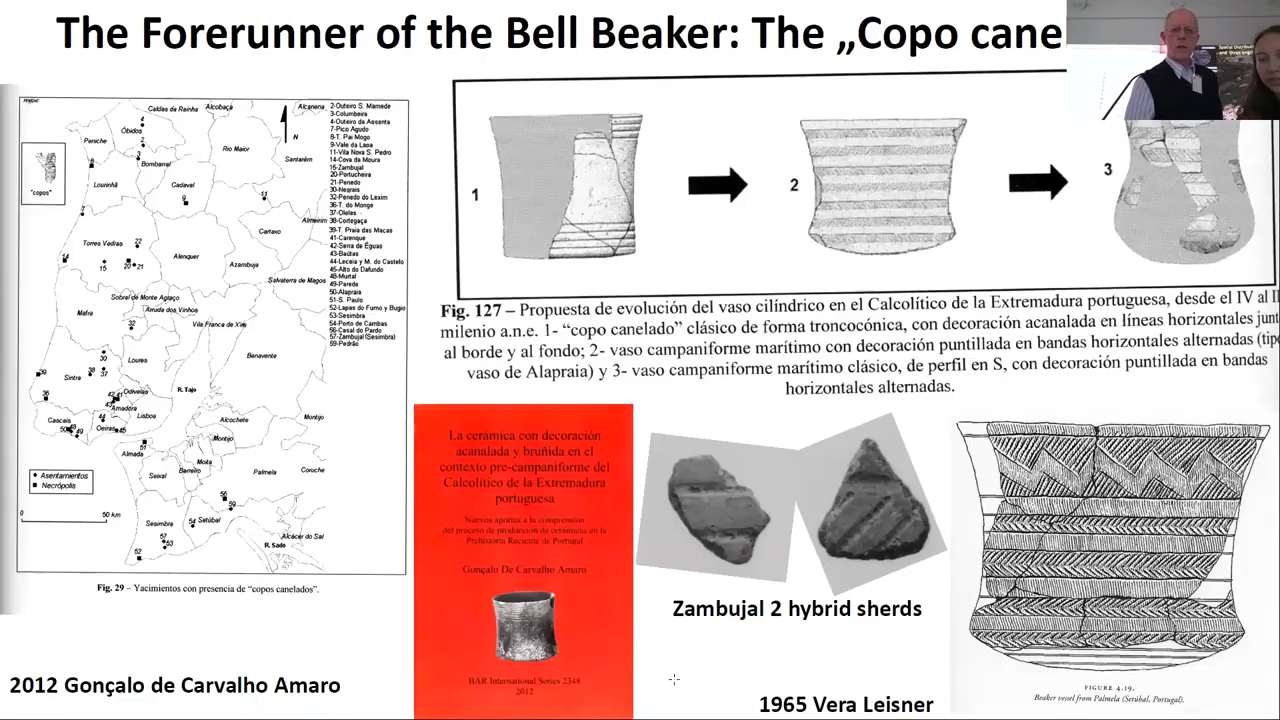 The Forerunner of the Bell Beaker: The „Copo cane
PENICHE
Caldas da Rainha
Alcobaça
Alcanena
Óbidos
Peniche
Rio Maior
Santarém
Bombarral
"copos"
Lourinhã
Cadaval
Almeirim
Cartaxo
Torres Vedras
Alenquer
Azambuja
Salvaterra de Magos
Sobral de Monte Agraço
Mafra
Arruda dos Vinhos
Vila Franca de Xira
Benavente
Loures
Sintra
R. Tajo
Odivelas
Amadora
Lisboa
Cascais
Oeiras
Alcochete
Montijo
Montijo
Almada
Moita
Barreiro
Seixal
Palmela
Coruche
Sesimbra
Setúbal
Alcácer do Sal
R. Sado
N
2-Outeiro S. Mamede
3-Columbeira
4-Outeiro da Assenta
7-Pico Agudo
8-T. Pai Mogo
9-Vale da Lapa
11-Vila Nova S. Pedro
14-Cova da Moura
15-Zambujal
20-Portucheira
21-Penedo
30-Negrais
32-Penedo do Lexim
36-T. do Monge
37-Olelas
38-Cortegaça
39-T. Praia das Macas
41-Carenque
42-Serra de Éguas
43-Baútas
44-Leceia y M. do Castelo
45-Alto do Dafundo
48-Murtal
49-Parede
50-Alapraia
51-S. Paulo
52-Lapas do Fumo y Bugio
53-Sesimbra
54-Porto de Cambas
56-Casal do Pardo
57-Zambujal (Sesimbra)
59-Pedrão
Asentamientos
Necrópolis
0 50 km
Fig. 29 – Yacimientos con presencia de “copos canelados”.
1
2
3
Fig. 127 – Propuesta de evolución del vaso cilíndrico en el Calcolítico de la Extremadura portuguesa, desde el IV al II
milenio a.n.e. 1- “copo canelado” clásico de forma troncocónica, con decoración acanalada en líneas horizontales junt
al borde y al fondo; 2- vaso campaniforme marítimo con decoración puntillada en bandas horizontales alternadas (tipo
vaso de Alapraia) y 3- vaso campaniforme marítimo clásico, de perfil en S, con decoración puntillada en bandas
horizontales alternadas.
La cerámica con decoración
acanalada y bruñida en el
contexto pre-campaniforme del
Calcolítico de la Extremadura
portuguesa
Nuevos aportes a la comprensión
del proceso de producción de cerámicas en la
Prehistoria Reciente de Portugal
Gonçalo De Carvalho Amaro
BAR International Series 2348
2012
Zambujal 2 hybrid sherds
FIGURE 4.19.
Beaker vessel from Palmela (Setúbal, Portugal).
2012 Gonçalo de Carvalho Amaro
1965 Vera Leisner